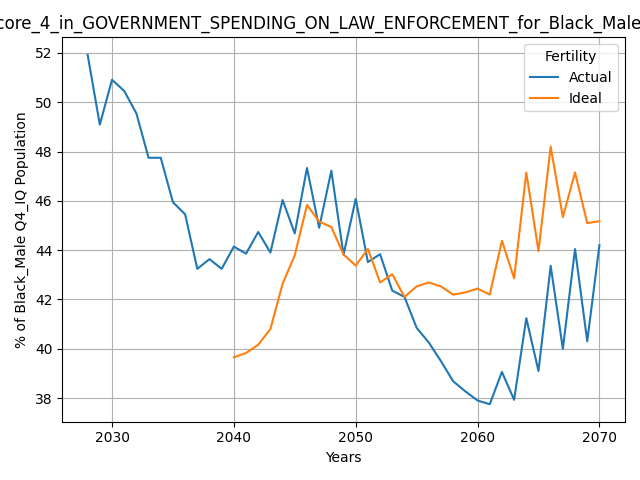 core_4_in_GOVERNMENT_SPENDING_ON_LAW_ENFORCEMENT_for_Black_Male
Fertility
Actual
Ideal
% of Black_Male Q4_IQ Population
52
50
48
46
44
42
40
38
2030 2040 2050 2060 2070
Years